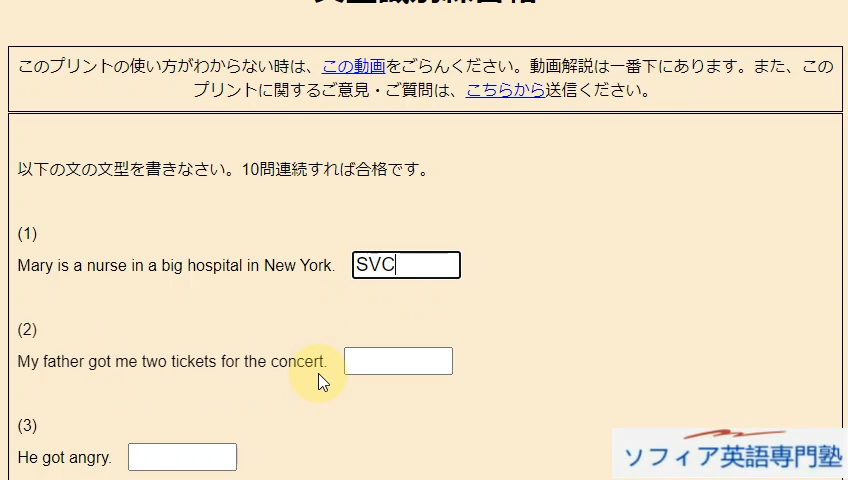 このプリントの使い方がわからない時は、この動画をごらんください。動画解説は一番下にあります。また、この
プリントに関するご意見・ご質問は、こちらから送信ください。
以下の文の文型を書きなさい。10問連続すれば合格です。
(1)
Mary is a nurse in a big hospital in New York. SVC
(2)
My father got me two tickets for the concert.
(3)
He got angry.
ソフィア英語専門塾